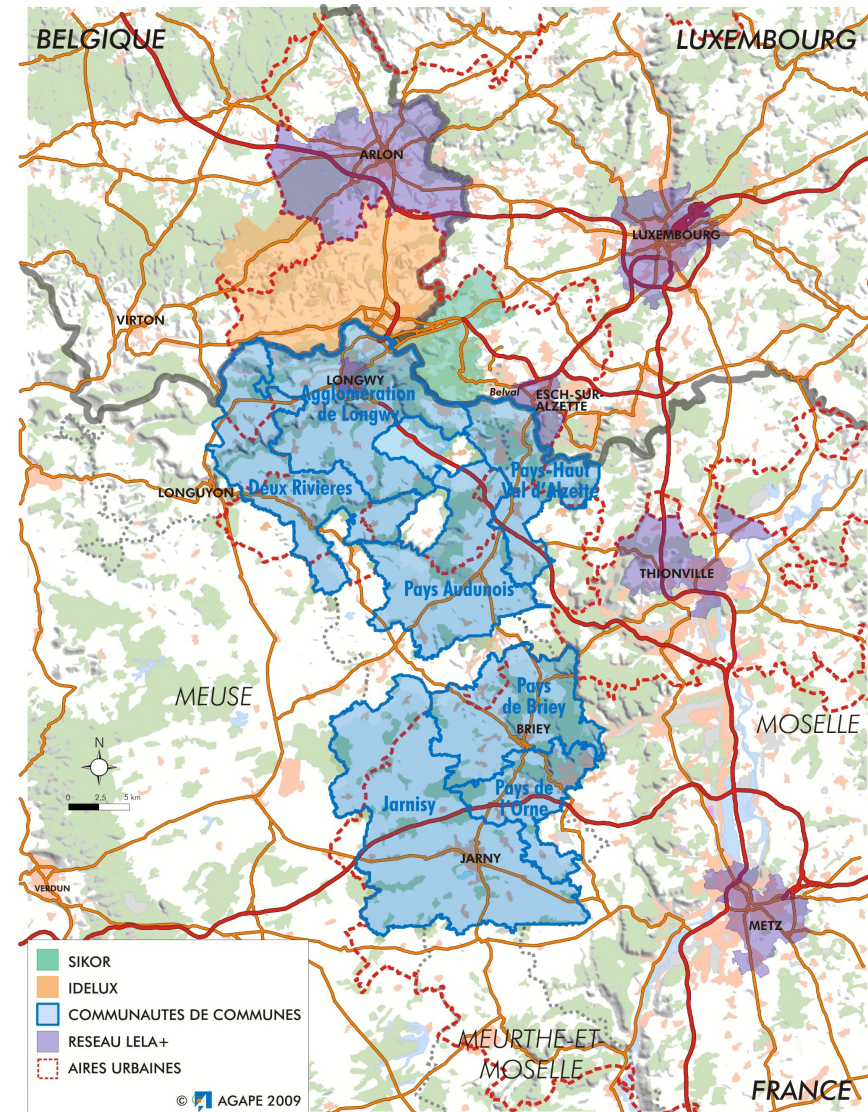 BELGIQUE
LUXEMBOURG
ARLON
LUXEMBOURG
VIRTON
LONGWY
Agglomération
de Longwy
Belval
ESCH-SUR-
ALZETTE
Pays-Haut
Val d'Alzette
LONGUYON
Deux Rivières
THIONVILLE
Pays Audunois
MEUSE
Pays
de Briey
BRIEY
MOSELLE
N
0 2,5 5 km
Jarnisy
Pays de
l'Orne
JARNY
VERDUN
METZ
SIKOR
IDELUX
COMMUNAUTES DE COMMUNES
RESEAU LELA+
AIRES URBAINES
MEURTHE-ET-
MOSELLE
© AGAPE 2009
FRANCE